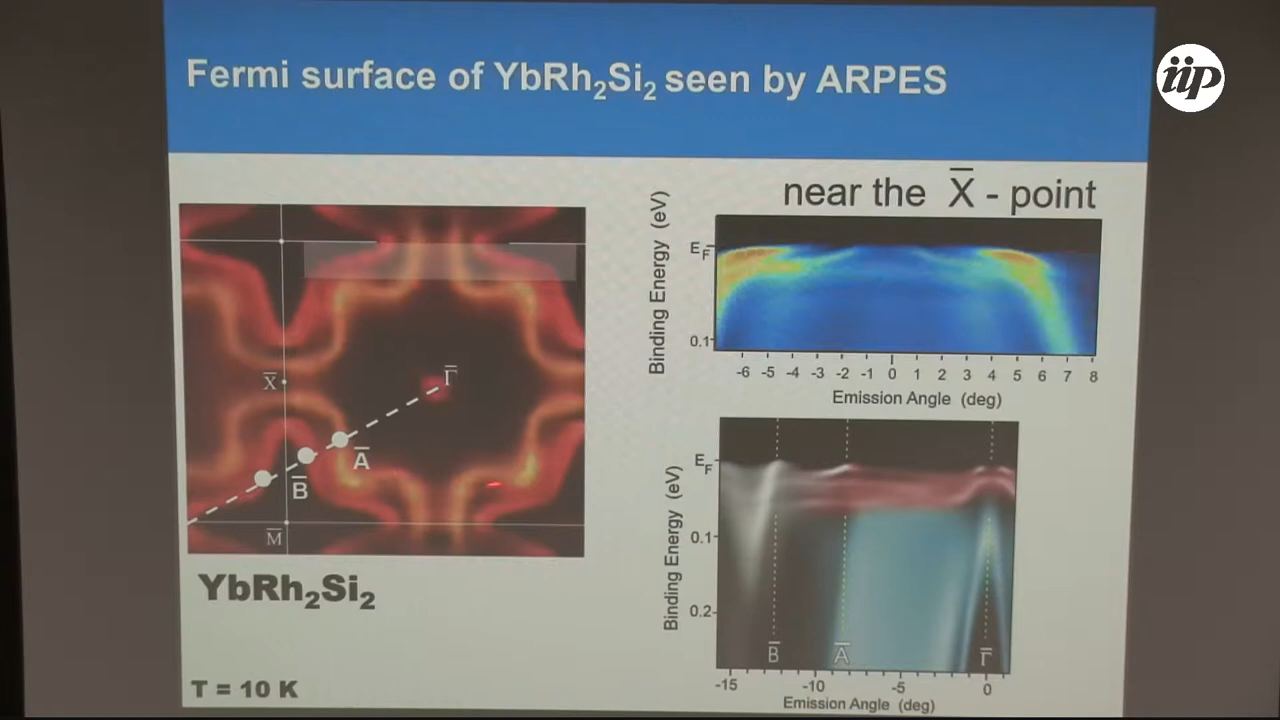 Fermi surface of YbRh₂Si₂ seen by ARPES
iip
near the X̅ - point
Binding Energy (eV)
E_F
0.1
-6 -5 -4 -3 -2 -1 0 1 2 3 4 5 6 7 8
Emission Angle (deg)
X̅
Γ̅
A̅
B̅
M̅
YbRh₂Si₂
T = 10 K
Binding Energy (eV)
E_F
0.1
0.2
B̅ A̅ Γ̅
-15 -10 -5 0
Emission Angle (deg)